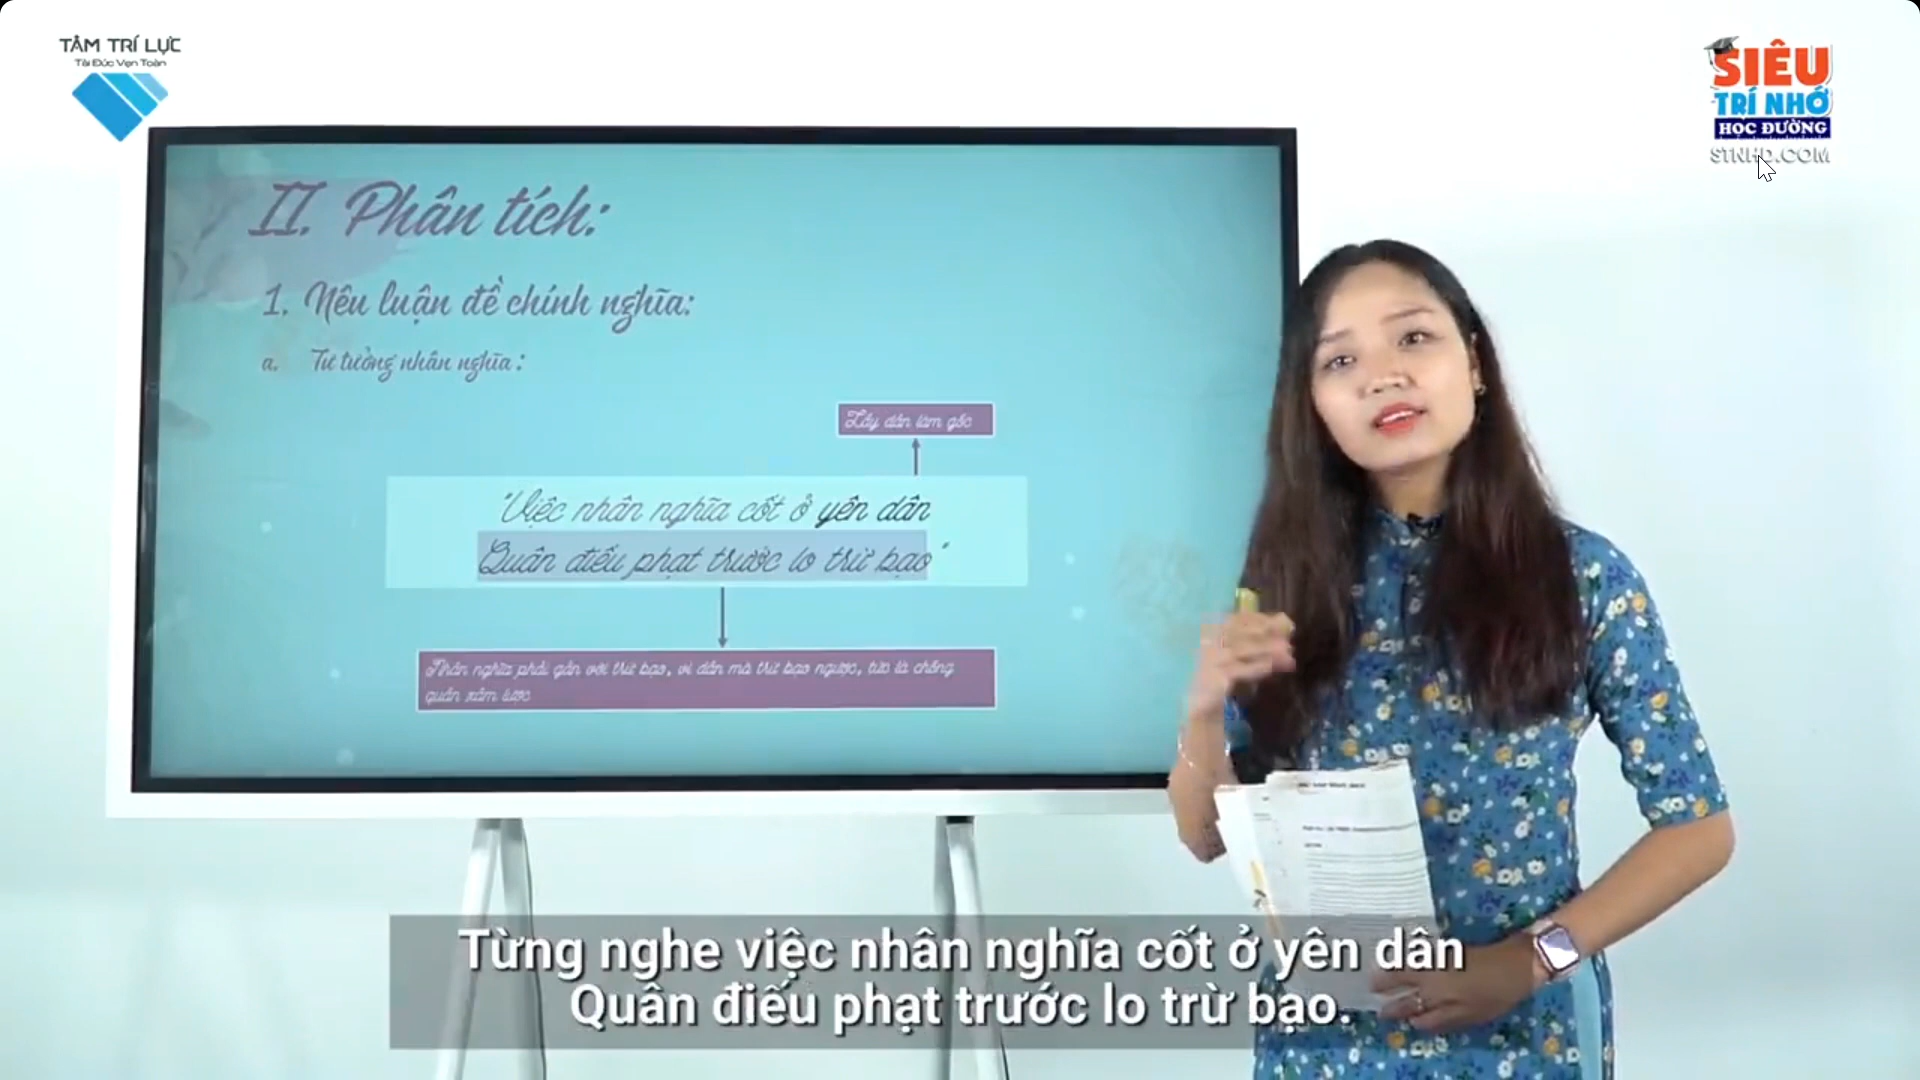 TÂM TRÍ LỰC
Tài Đức Vẹn Toàn
SIÊU
TRÍ NHỚ
HỌC ĐƯỜNG
STNHD.COM
II. Phân tích:
1. Nêu luận đề chính nghĩa:
a. Tư tưởng nhân nghĩa :
Lấy dân làm gốc
"Việc nhân nghĩa cốt ở yên dân
Quân điếu phạt trước lo trừ bạo"
Nhân nghĩa phải gắn với trừ bạo, vì dân mà trừ bạo ngược, tức là chống
quân xâm lược
Từng nghe việc nhân nghĩa cốt ở yên dân
Quân điếu phạt trước lo trừ bạo.